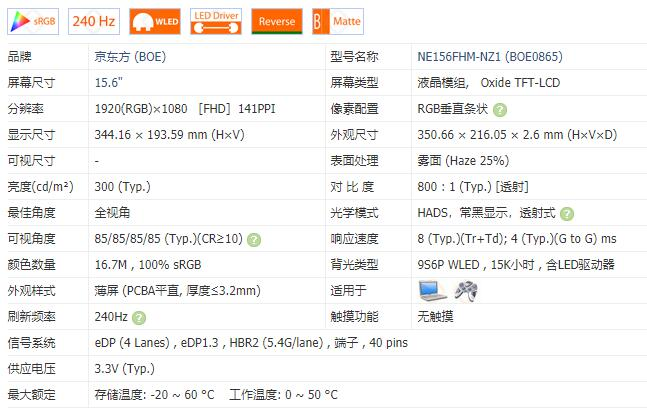 sRGB 240 Hz WLED LED Driver Reverse B Matte
品牌 京东方 (BOE) 型号名称 NE156FHM-NZ1 (BOE0865)
屏幕尺寸 15.6" 屏幕类型 液晶模组, Oxide TFT-LCD
分辨率 1920(RGB)×1080 [FHD] 141PPI 像素配置 RGB垂直条状 ?
显示尺寸 344.16 × 193.59 mm (H×V) 外观尺寸 350.66 × 216.05 × 2.6 mm (H×V×D)
可视尺寸 - 表面处理 雾面 (Haze 25%)
亮度(cd/m²) 300 (Typ.) 对 比 度 800 : 1 (Typ.) [透射]
最佳角度 全视角 光学模式 HADS, 常黑显示, 透射式 ?
可视角度 85/85/85/85 (Typ.)(CR≥10) ? 响应速度 8 (Typ.)(Tr+Td); 4 (Typ.)(G to G) ms
颜色数量 16.7M , 100% sRGB 背光类型 9S6P WLED , 15K小时 , 含LED驱动器
外观样式 薄屏 (PCBA平直, 厚度≤3.2mm) 适用于
刷新频率 240Hz ? 触摸功能 无触摸
信号系统 eDP (4 Lanes) , eDP1.3 , HBR2 (5.4G/lane) , 端子 , 40 pins
供应电压 3.3V (Typ.)
最大额定 存储温度: -20 ~ 60 °C 工作温度: 0 ~ 50 °C